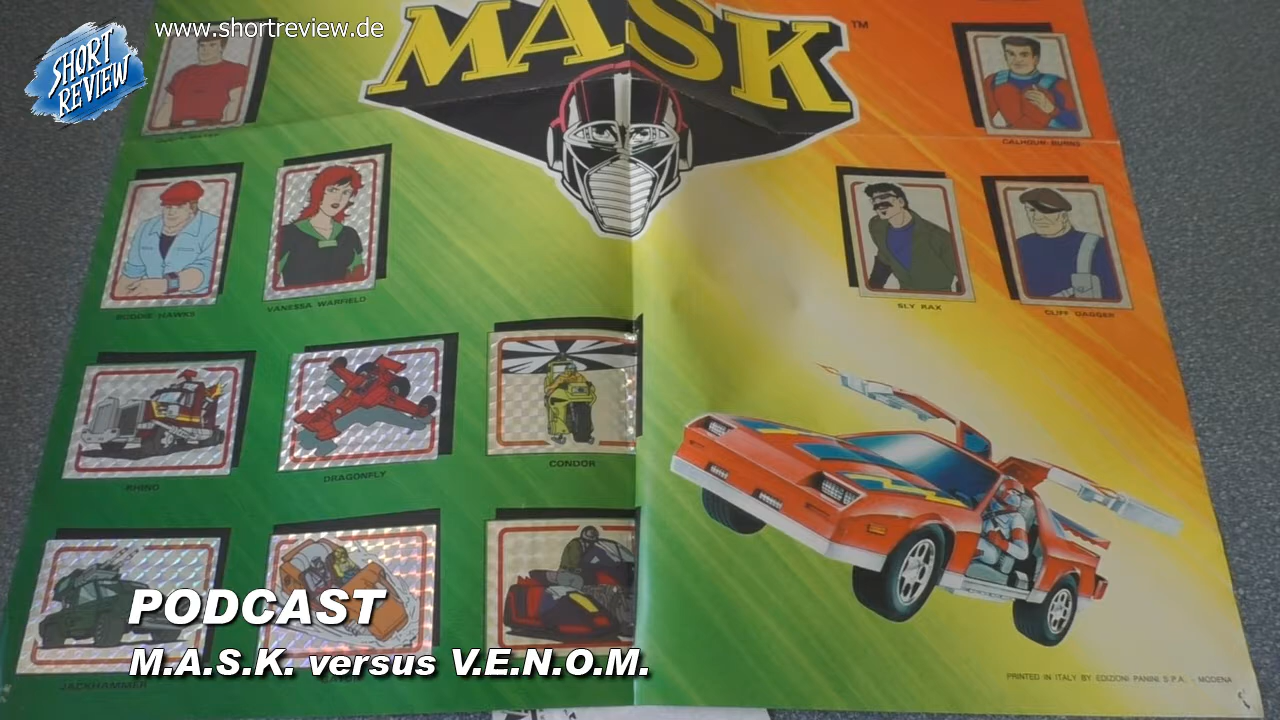 www.shortreview.de
SHORT
REVIEW
MASK™
CALHOUN BURNS
BUDDIE HAWKS
VANESSA WARFIELD
SLY RAX
CLIFF DAGGER
RHINO
DRAGONFLY
CONDOR
JACKHAMMER
PODCAST
M.A.S.K. versus V.E.N.O.M.
PRINTED IN ITALY BY EDIZIONI PANINI S.P.A. - MODENA